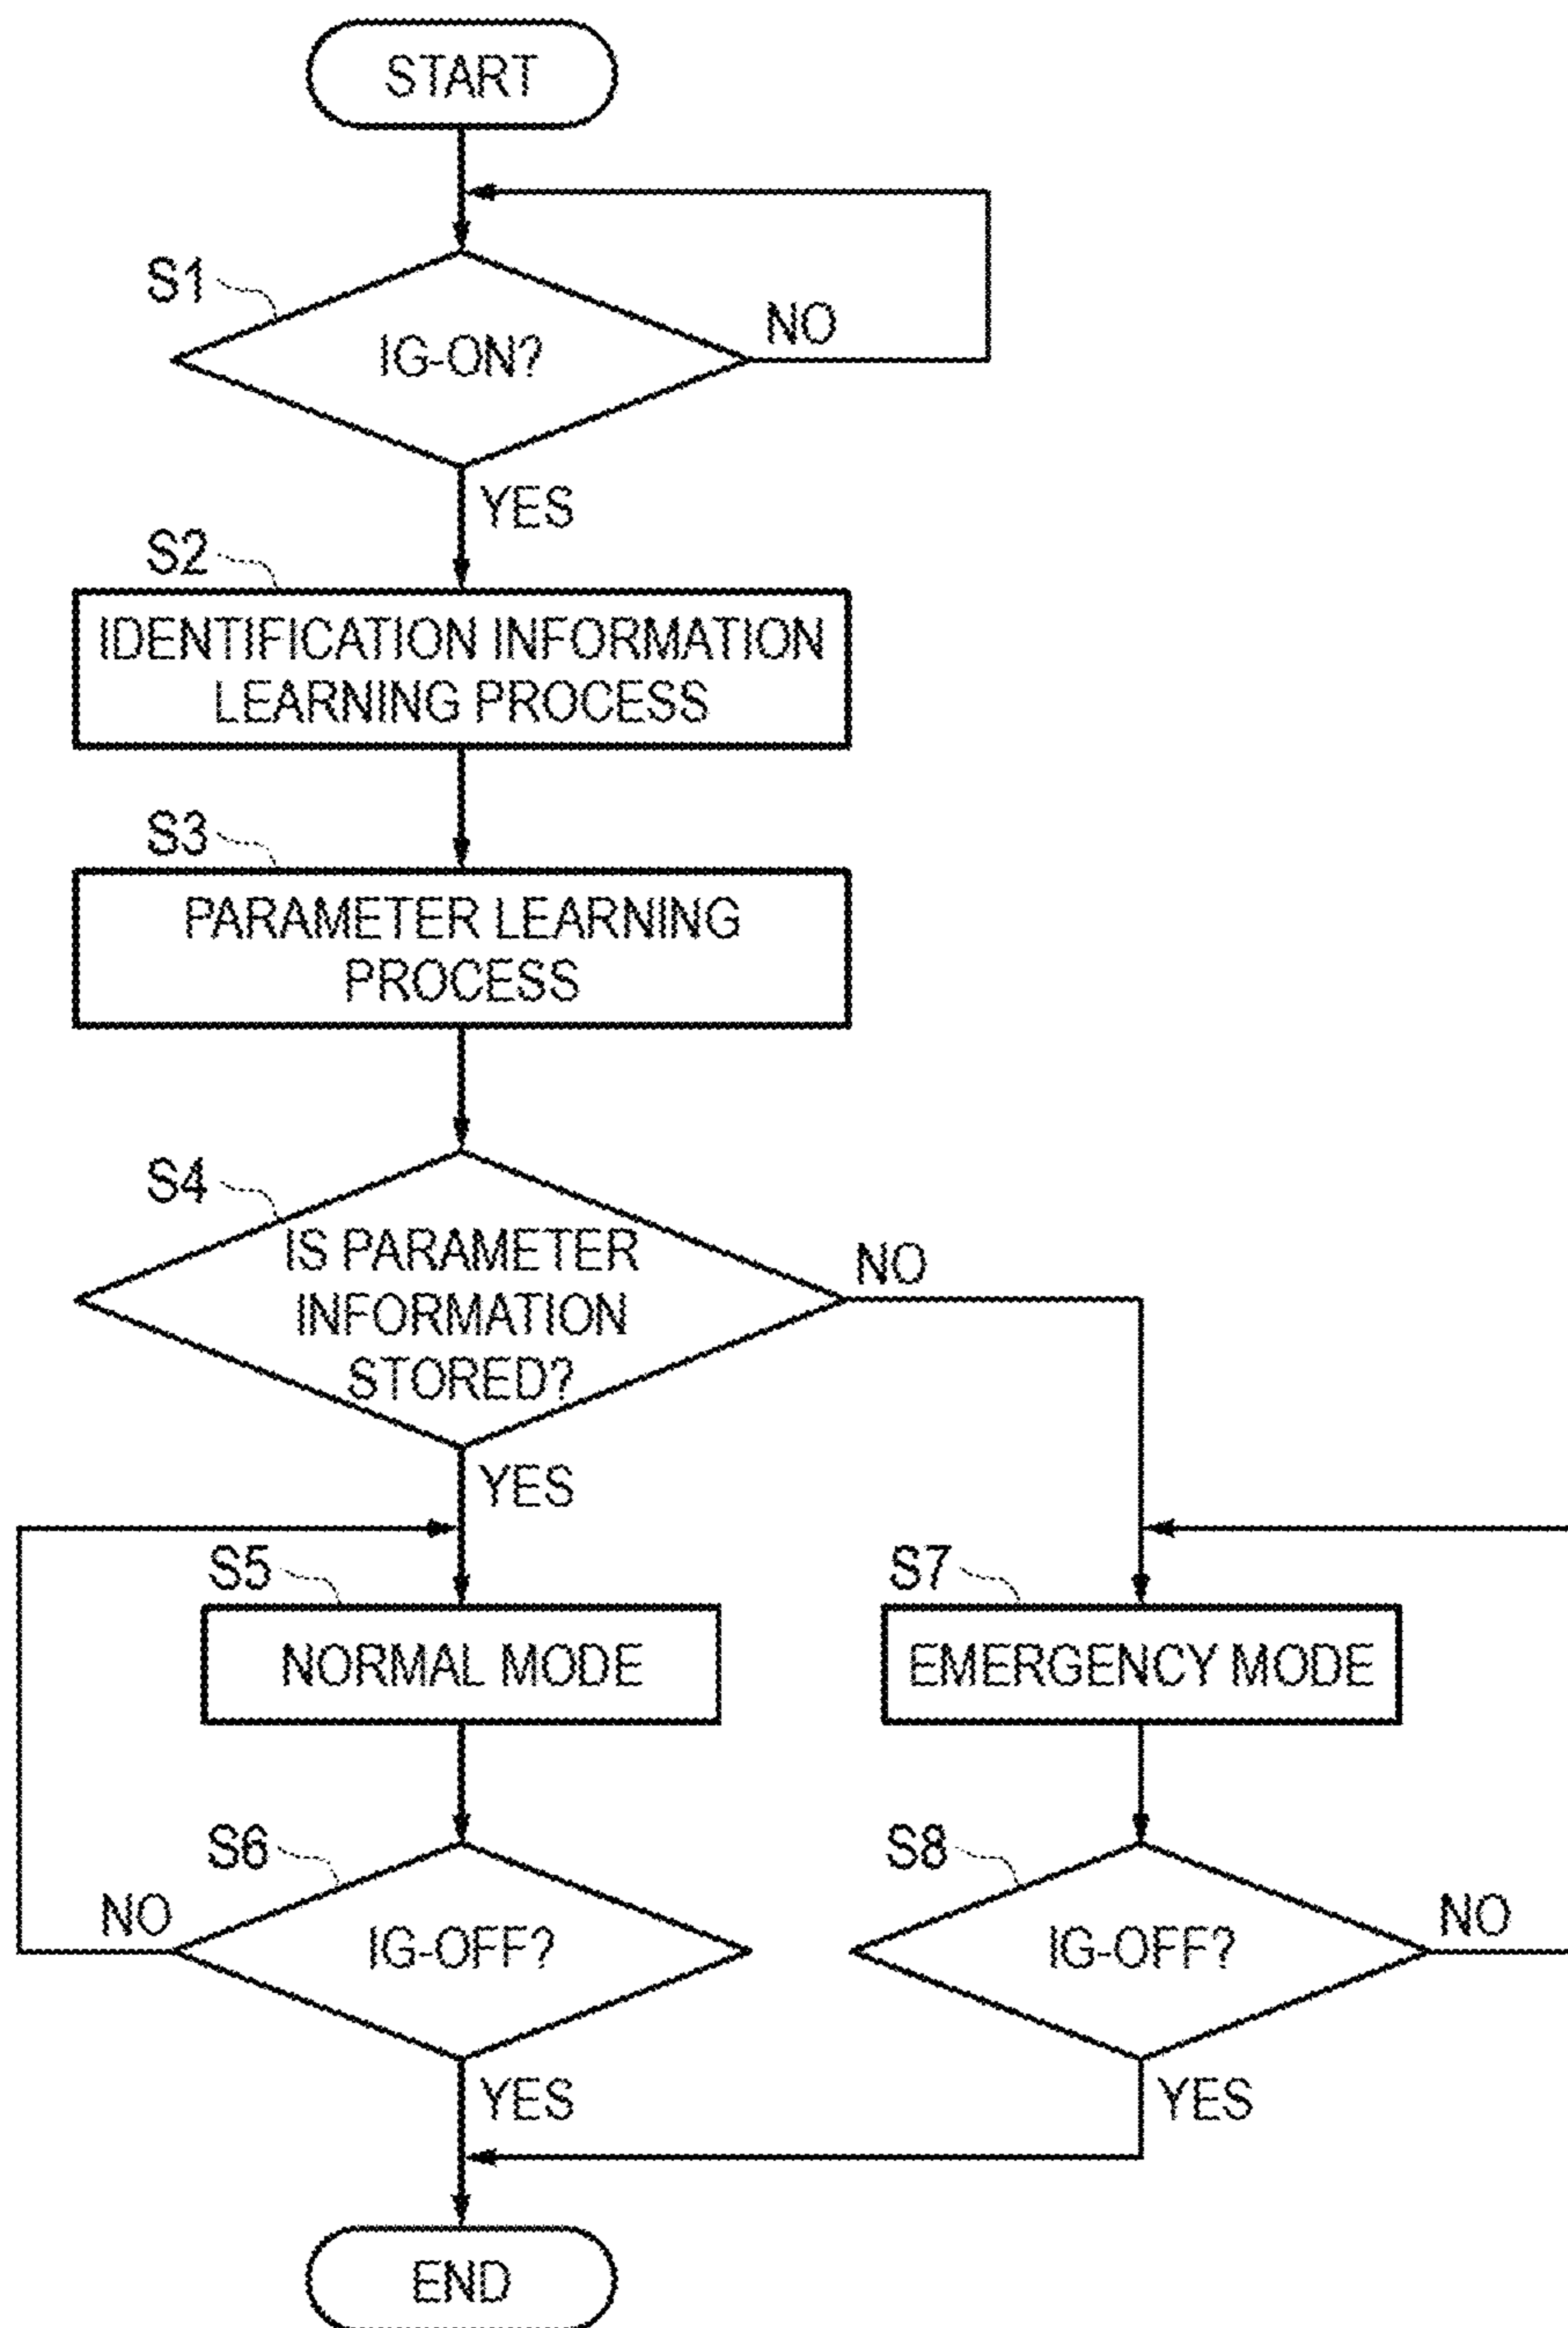 START
S1
IG-ON?
NO
YES
S2
IDENTIFICATION INFORMATION
LEARNING PROCESS
S3
PARAMETER LEARNING
PROCESS
S4
IS PARAMETER
INFORMATION
STORED?
NO
YES
S5
NORMAL MODE
S7
EMERGENCY MODE
S6
IG-OFF?
NO
YES
S8
IG-OFF?
NO
YES
END